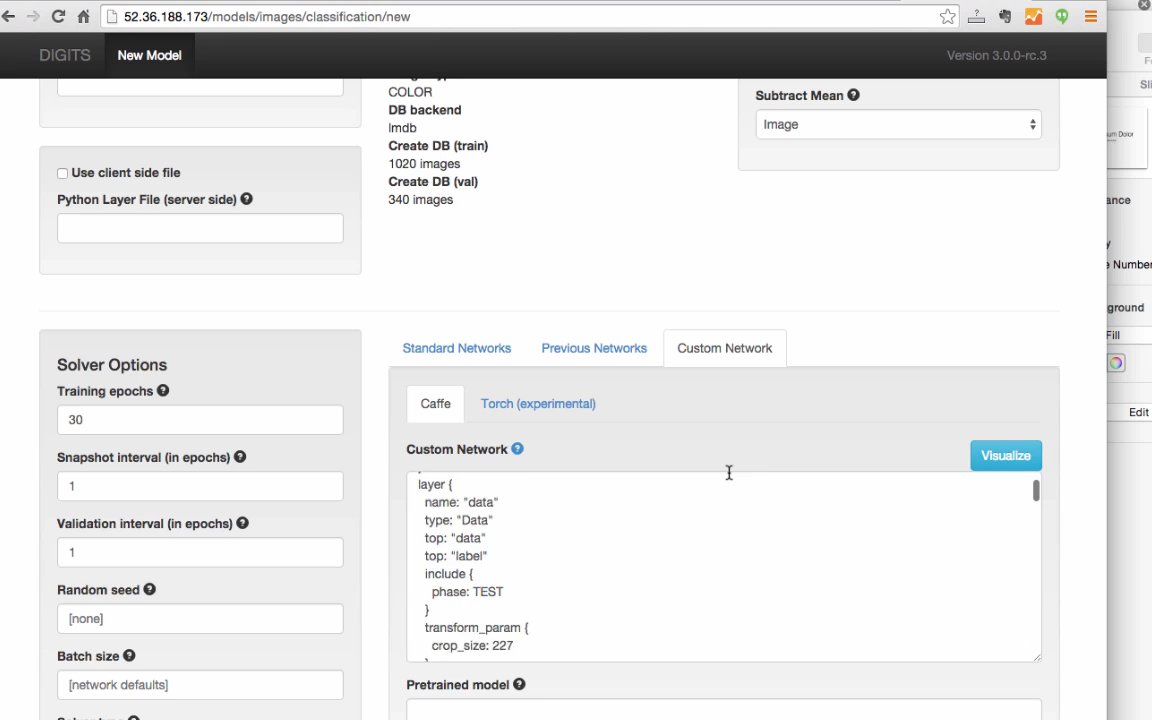 52.36.188.173/models/images/classification/new
DIGITS
New Model
Version 3.0.0-rc.3
COLOR
DB backend
lmdb
Create DB (train)
1020 images
Create DB (val)
340 images
Subtract Mean
Image
Use client side file
Python Layer File (server side)
Solver Options
Training epochs
30
Snapshot interval (in epochs)
1
Validation interval (in epochs)
1
Random seed
[none]
Batch size
[network defaults]
Standard Networks
Previous Networks
Custom Network
Caffe
Torch (experimental)
Custom Network
Visualize
layer {
name: "data"
type: "Data"
top: "data"
top: "label"
include {
phase: TEST
}
transform_param {
crop_size: 227
Pretrained model
Dolor
Number
Fill
Edit